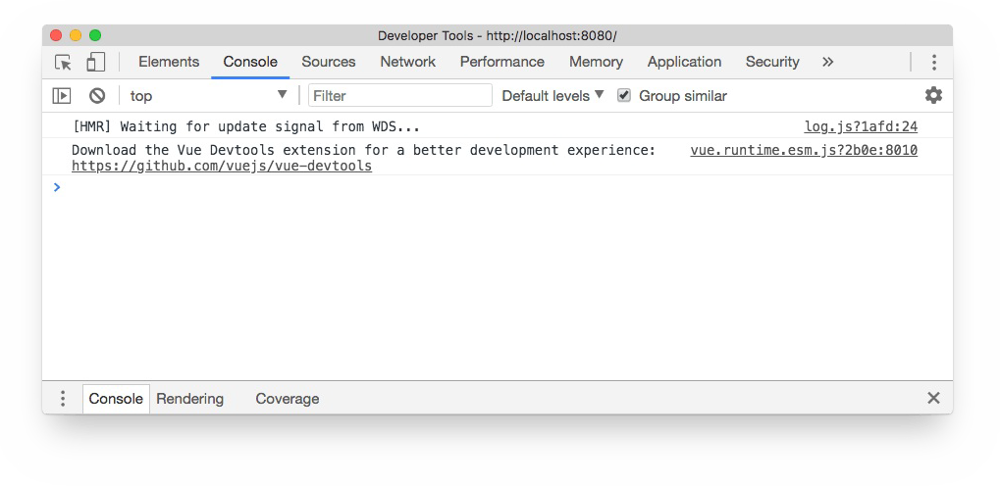 Developer Tools - http://localhost:8080/
Elements Console Sources Network Performance Memory Application Security »
top Filter Default levels Group similar
[HMR] Waiting for update signal from WDS... log.js?1afd:24
Download the Vue Devtools extension for a better development experience: vue.runtime.esm.js?2b0e:8010
https://github.com/vuejs/vue-devtools
>
Console Rendering Coverage